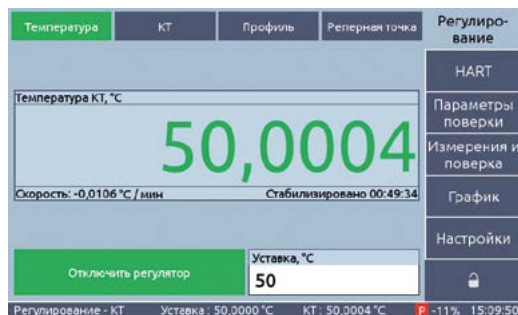 Температура КТ Профиль Реперная точка Регулиро-
вание
HART
Температура КТ, °C
Параметры
поверки
50,0004
Измерения и
поверка
Скорость: -0,0106 °C / мин Стабилизировано 00:49:34
График
Настройки
Отключить регулятор
Уставка, °C
50
Регулирование - КТ Уставка : 50,0000 °C КТ : 50,0004 °C P -11% 15:09:50